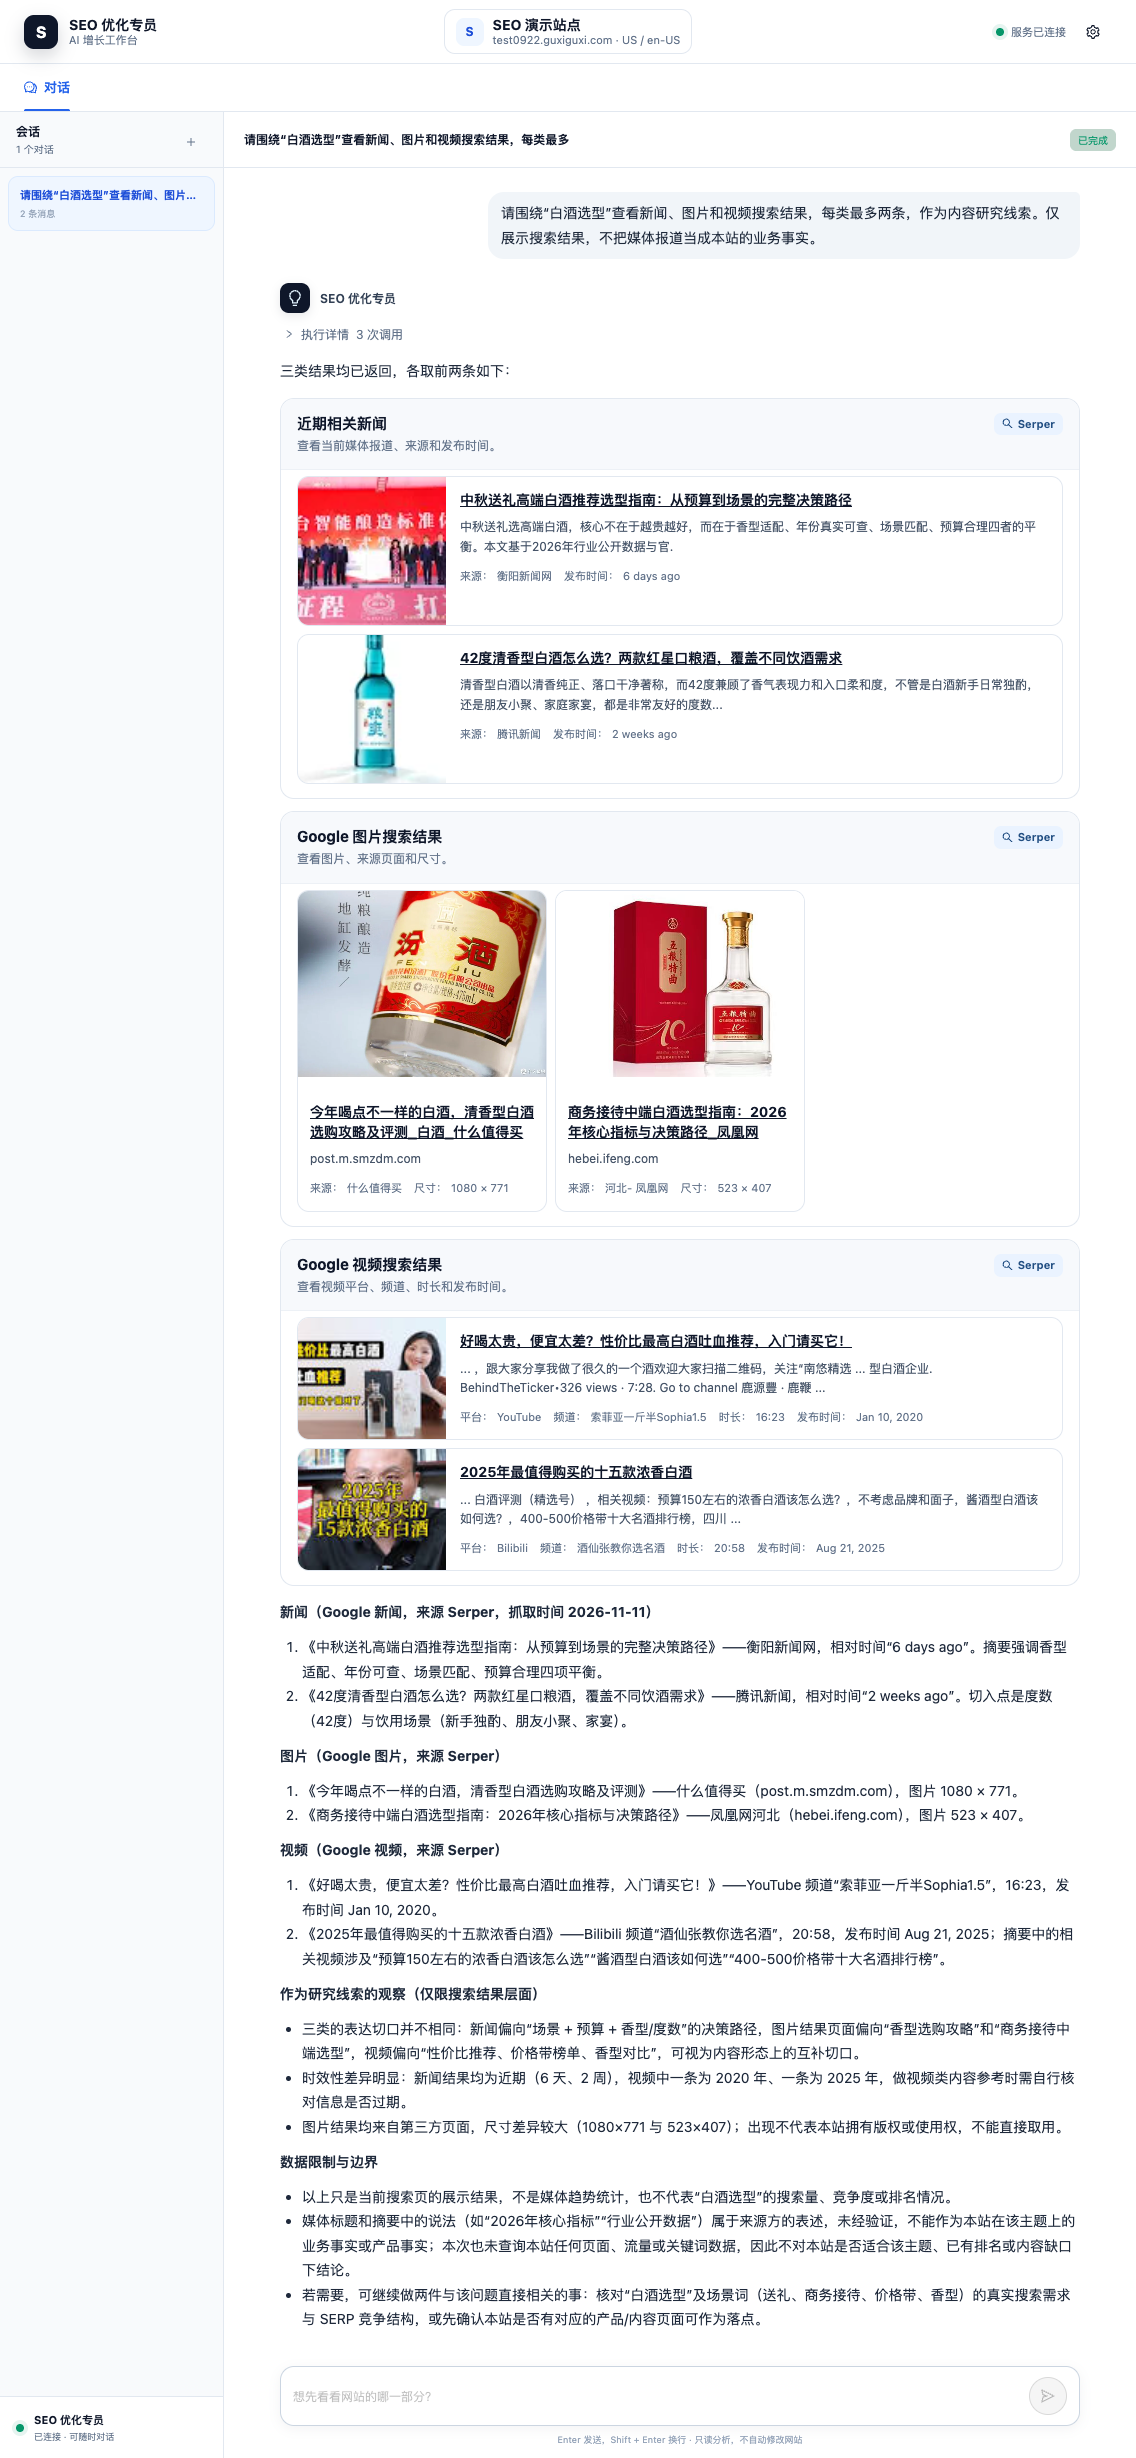 S
SEO 优化专员
AI 增长工作台
S
SEO 演示站点
test0922.guxiguxi.com · US / en-US
服务已连接
对话
会话
1 个对话
请围绕“白酒选型”查看新闻、图片和视频搜索结果，每类最多
已完成
请围绕“白酒选型”查看新闻、图片...
2 条消息
请围绕“白酒选型”查看新闻、图片和视频搜索结果，每类最多两条，作为内容研究线索。仅
展示搜索结果，不把媒体报道当成本站的业务事实。
SEO 优化专员
执行详情 3 次调用
三类结果均已返回，各取前两条如下：
近期相关新闻
查看当前媒体报道、来源和发布时间。
Serper
台智能酿造标准体
征程 打
中秋送礼高端白酒推荐选型指南：从预算到场景的完整决策路径
中秋送礼选高端白酒，核心不在于越贵越好，而在于香型适配、年份真实可查、场景匹配、预算合理四者的平
衡。本文基于2026年行业公开数据与官.
来源： 衡阳新闻网 发布时间： 6 days ago
粮爽
42度清香型白酒怎么选？两款红星口粮酒，覆盖不同饮酒需求
清香型白酒以清香纯正、落口干净著称，而42度兼顾了香气表现力和入口柔和度，不管是白酒新手日常独酌，
还是朋友小聚、家庭家宴，都是非常友好的度数...
来源： 腾讯新闻 发布时间： 2 weeks ago
Google 图片搜索结果
查看图片、来源页面和尺寸。
Serper
纯粮酿造
地缸发酵
汾酒
五粮特曲
五粮特曲
10
今年喝点不一样的白酒，清香型白酒
选购攻略及评测_白酒_什么值得买
post.m.smzdm.com
来源： 什么值得买 尺寸： 1080 × 771
商务接待中端白酒选型指南：2026
年核心指标与决策路径_凤凰网
hebei.ifeng.com
来源： 河北- 凤凰网 尺寸： 523 × 407
Google 视频搜索结果
查看视频平台、频道、时长和发布时间。
Serper
性价比最高白酒
吐血推荐
好喝太贵，便宜太差？性价比最高白酒吐血推荐，入门请买它！
... ，跟大家分享我做了很久的一个酒欢迎大家扫描二维码，关注“南悠精选 ... 型白酒企业.
BehindTheTicker•326 views · 7:28. Go to channel 鹿源豐 · 鹿鞭 ...
平台： YouTube 频道： 索菲亚一斤半Sophia1.5 时长： 16:23 发布时间： Jan 10, 2020
2025年
最值得购买的
15款浓香白酒
2025年最值得购买的十五款浓香白酒
... 白酒评测（精选号） ，相关视频：预算150左右的浓香白酒该怎么选？，不考虑品牌和面子，酱酒型白酒该
如何选？，400-500价格带十大名酒排行榜，四川 ...
平台： Bilibili 频道： 酒仙张教你选名酒 时长： 20:58 发布时间： Aug 21, 2025
新闻（Google 新闻，来源 Serper，抓取时间 2026-11-11）
1. 《中秋送礼高端白酒推荐选型指南：从预算到场景的完整决策路径》——衡阳新闻网，相对时间“6 days ago”。摘要强调香型
适配、年份可查、场景匹配、预算合理四项平衡。
2. 《42度清香型白酒怎么选？两款红星口粮酒，覆盖不同饮酒需求》——腾讯新闻，相对时间“2 weeks ago”。切入点是度数
（42度）与饮用场景（新手独酌、朋友小聚、家宴）。
图片（Google 图片，来源 Serper）
1. 《今年喝点不一样的白酒，清香型白酒选购攻略及评测》——什么值得买（post.m.smzdm.com），图片 1080 × 771。
2. 《商务接待中端白酒选型指南：2026年核心指标与决策路径》——凤凰网河北（hebei.ifeng.com），图片 523 × 407。
视频（Google 视频，来源 Serper）
1. 《好喝太贵，便宜太差？性价比最高白酒吐血推荐，入门请买它！》——YouTube 频道“索菲亚一斤半Sophia1.5”，16:23，发
布时间 Jan 10, 2020。
2. 《2025年最值得购买的十五款浓香白酒》——Bilibili 频道“酒仙张教你选名酒”，20:58，发布时间 Aug 21, 2025；摘要中的相
关视频涉及“预算150左右的浓香白酒该怎么选”“酱酒型白酒该如何选”“400-500价格带十大名酒排行榜”。
作为研究线索的观察（仅限搜索结果层面）
• 三类的表达切口并不相同：新闻偏向“场景 + 预算 + 香型/度数”的决策路径，图片结果页面偏向“香型选购攻略”和“商务接待中
端选型”，视频偏向“性价比推荐、价格带榜单、香型对比”，可视为内容形态上的互补切口。
• 时效性差异明显：新闻结果均为近期（6 天、2 周），视频中一条为 2020 年、一条为 2025 年，做视频类内容参考时需自行核
对信息是否过期。
• 图片结果均来自第三方页面，尺寸差异较大（1080×771 与 523×407）；出现不代表本站拥有版权或使用权，不能直接取用。
数据限制与边界
• 以上只是当前搜索页的展示结果，不是媒体趋势统计，也不代表“白酒选型”的搜索量、竞争度或排名情况。
• 媒体标题和摘要中的说法（如“2026年核心指标”“行业公开数据”）属于来源方的表述，未经验证，不能作为本站在该主题上的
业务事实或产品事实；本次也未查询本站任何页面、流量或关键词数据，因此不对本站是否适合该主题、已有排名或内容缺口
下结论。
• 若需要，可继续做两件与该问题直接相关的事：核对“白酒选型”及场景词（送礼、商务接待、价格带、香型）的真实搜索需求
与 SERP 竞争结构，或先确认本站是否有对应的产品/内容页面可作为落点。
想先看看网站的哪一部分？
Enter 发送，Shift + Enter 换行 · 只读分析，不自动修改网站
SEO 优化专员
已连接 · 可随时对话